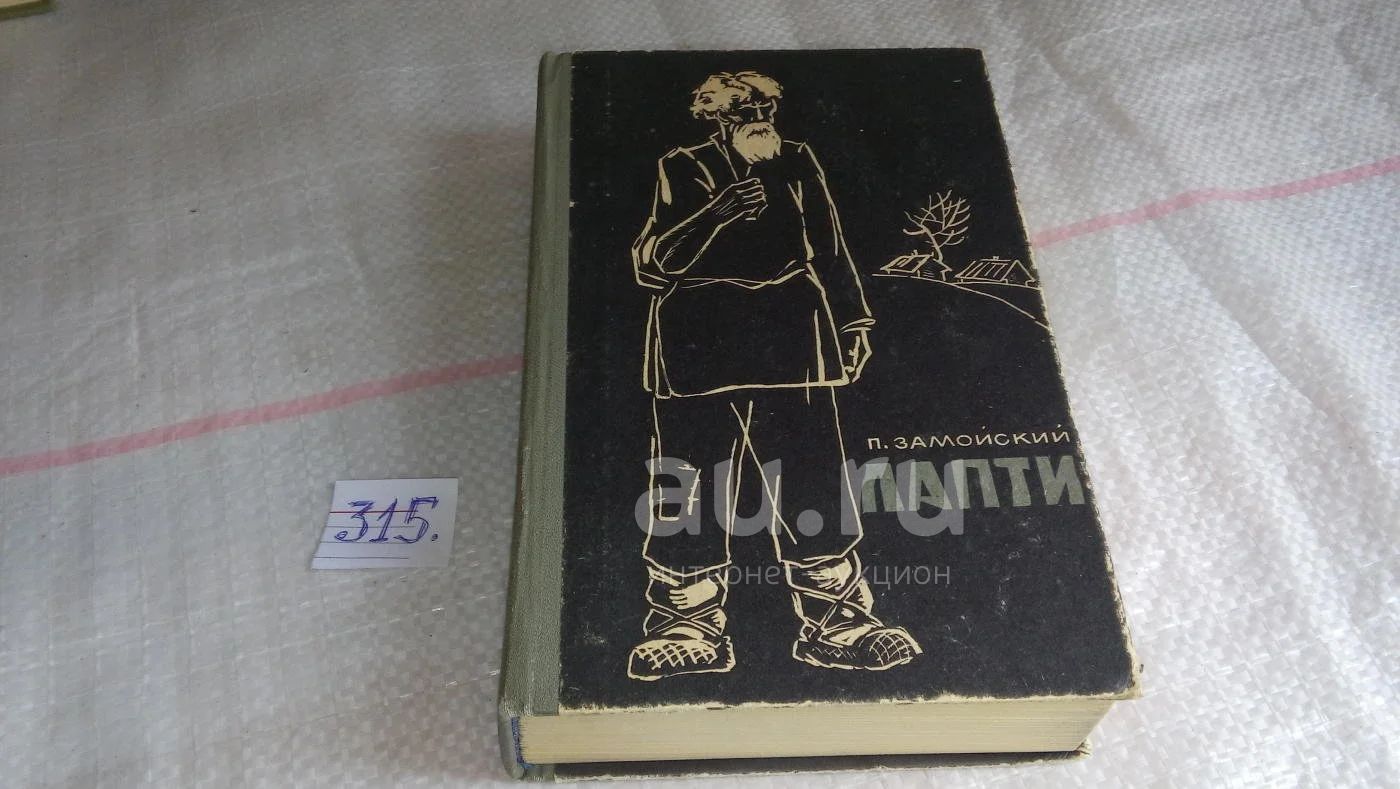 П. ЗАМОЙСКИЙ
ЛАПТИ
315.
au.ru
интернет-аукцион